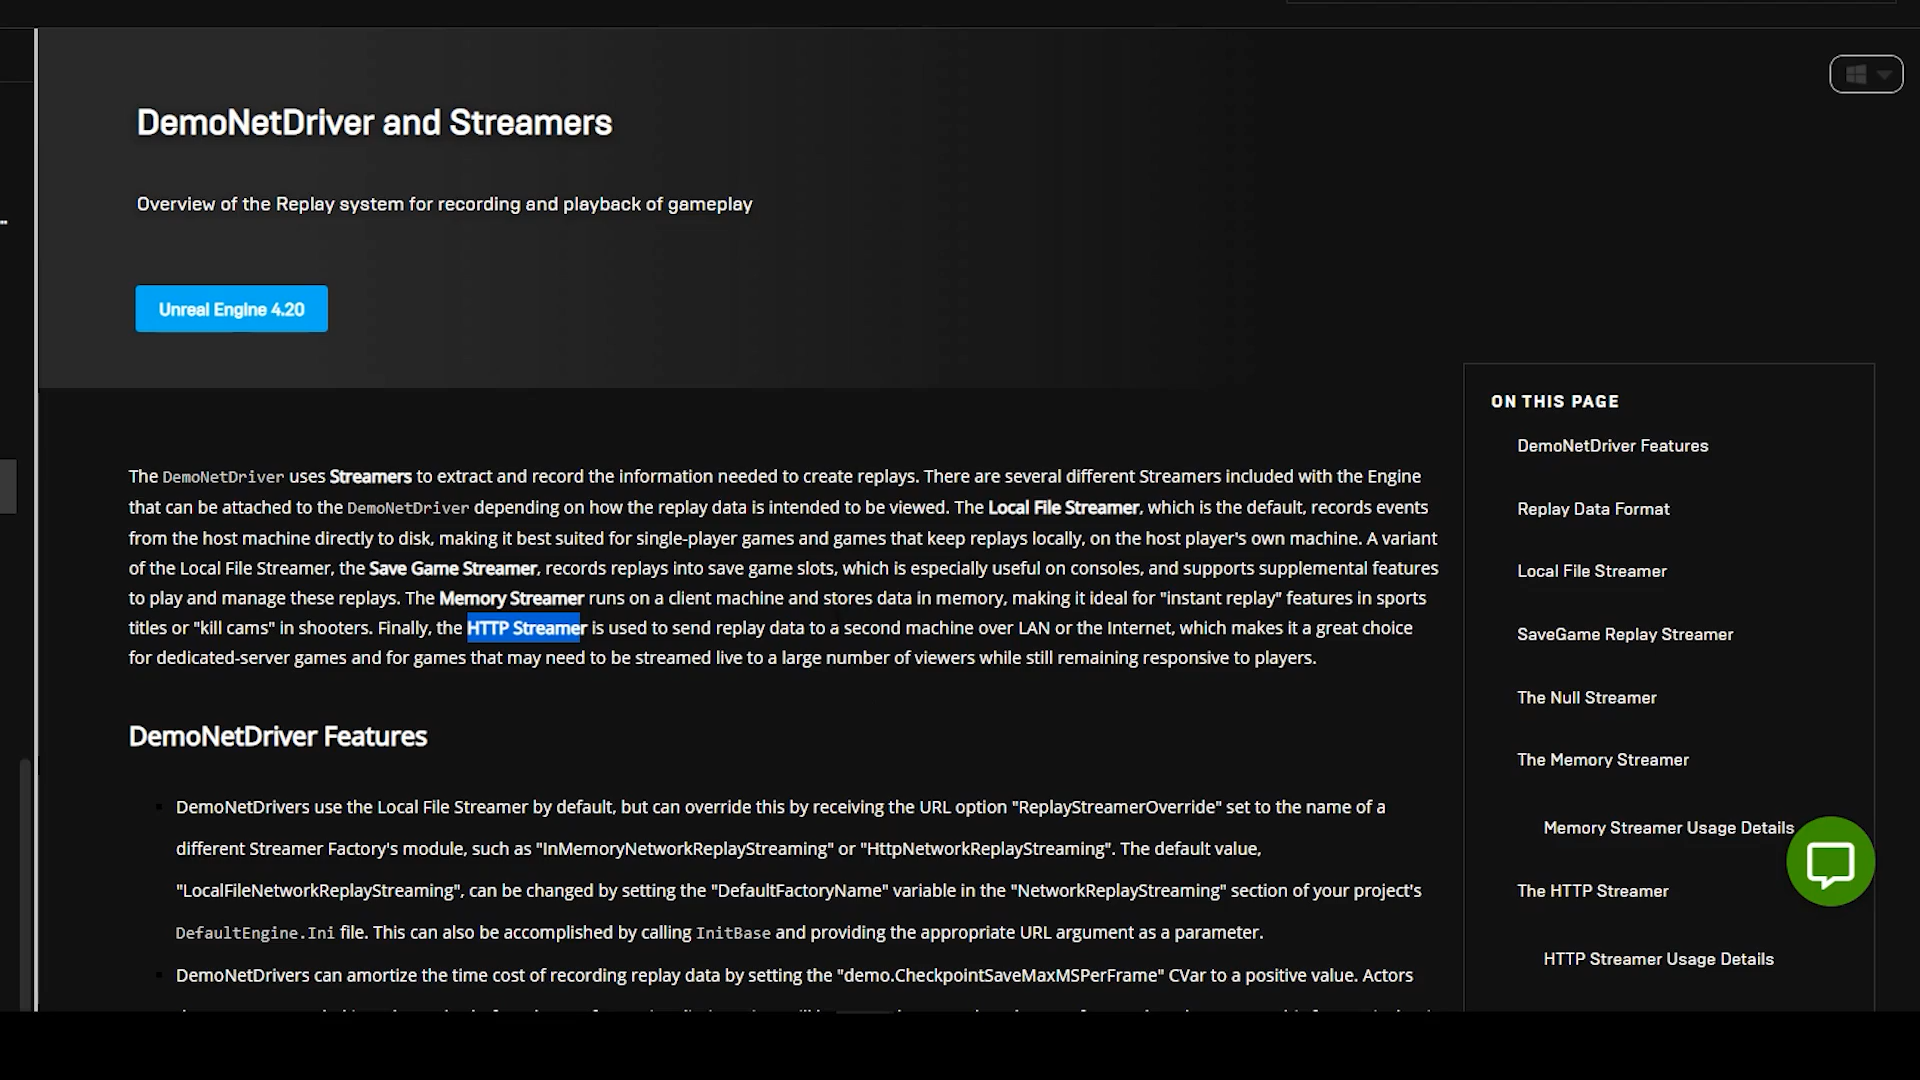 DemoNetDriver and Streamers
Overview of the Replay system for recording and playback of gameplay
Unreal Engine 4.20
The DemoNetDriver uses Streamers to extract and record the information needed to create replays. There are several different Streamers included with the Engine
that can be attached to the DemoNetDriver depending on how the replay data is intended to be viewed. The Local File Streamer, which is the default, records events
from the host machine directly to disk, making it best suited for single-player games and games that keep replays locally, on the host player's own machine. A variant
of the Local File Streamer, the Save Game Streamer, records replays into save game slots, which is especially useful on consoles, and supports supplemental features
to play and manage these replays. The Memory Streamer runs on a client machine and stores data in memory, making it ideal for "instant replay" features in sports
titles or "kill cams" in shooters. Finally, the HTTP Streamer is used to send replay data to a second machine over LAN or the Internet, which makes it a great choice
for dedicated-server games and for games that may need to be streamed live to a large number of viewers while still remaining responsive to players.
DemoNetDriver Features
DemoNetDrivers use the Local File Streamer by default, but can override this by receiving the URL option "ReplayStreamerOverride" set to the name of a
different Streamer Factory's module, such as "InMemoryNetworkReplayStreaming" or "HttpNetworkReplayStreaming". The default value,
"LocalFileNetworkReplayStreaming", can be changed by setting the "DefaultFactoryName" variable in the "NetworkReplayStreaming" section of your project's
DefaultEngine.Ini file. This can also be accomplished by calling InitBase and providing the appropriate URL argument as a parameter.
DemoNetDrivers can amortize the time cost of recording replay data by setting the "demo.CheckpointSaveMaxMSPerFrame" CVar to a positive value. Actors
ON THIS PAGE
DemoNetDriver Features
Replay Data Format
Local File Streamer
SaveGame Replay Streamer
The Null Streamer
The Memory Streamer
Memory Streamer Usage Details
The HTTP Streamer
HTTP Streamer Usage Details